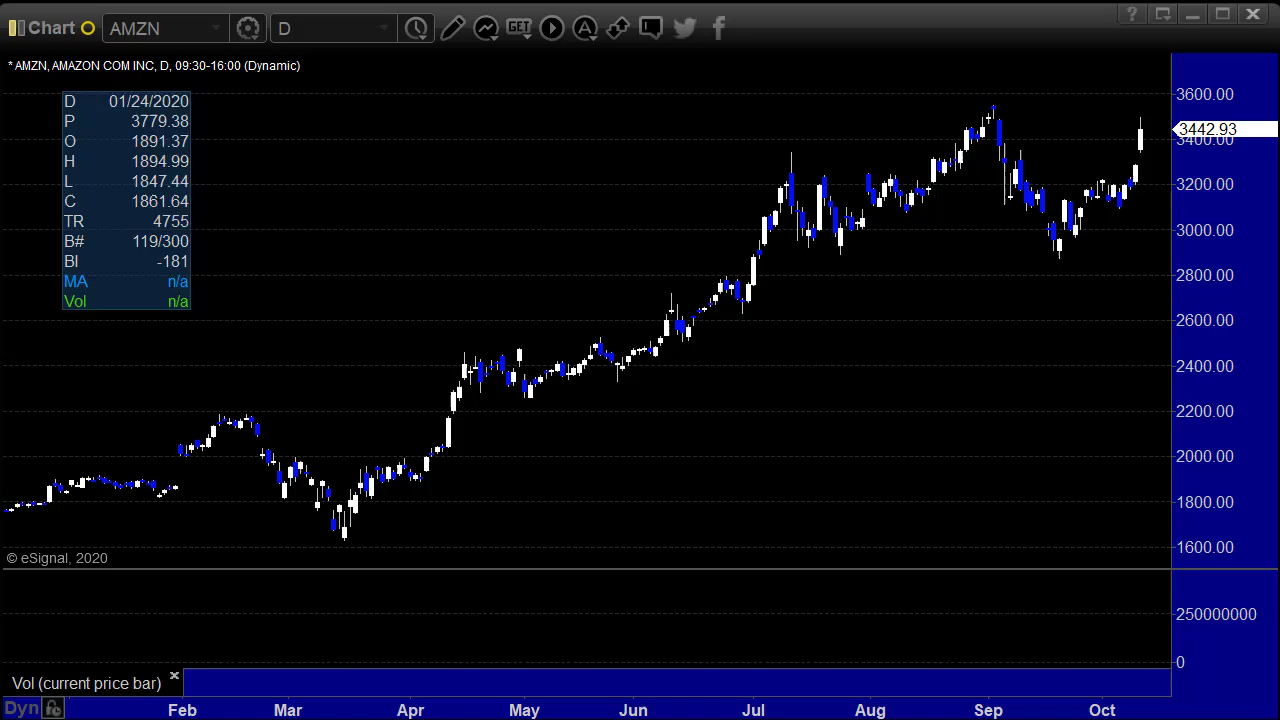 Chart AMZN D GET A ?
* AMZN, AMAZON COM INC, D, 09:30-16:00 (Dynamic)
D 01/24/2020
P 3779.38
O 1891.37
H 1894.99
L 1847.44
C 1861.64
TR 4755
B# 119/300
BI -181
MA n/a
Vol n/a
3600.00
3442.93
3400.00
3200.00
3000.00
2800.00
2600.00
2400.00
2200.00
2000.00
1800.00
1600.00
© eSignal, 2020
250000000
0
Vol (current price bar) ×
Dyn Feb Mar Apr May Jun Jul Aug Sep Oct